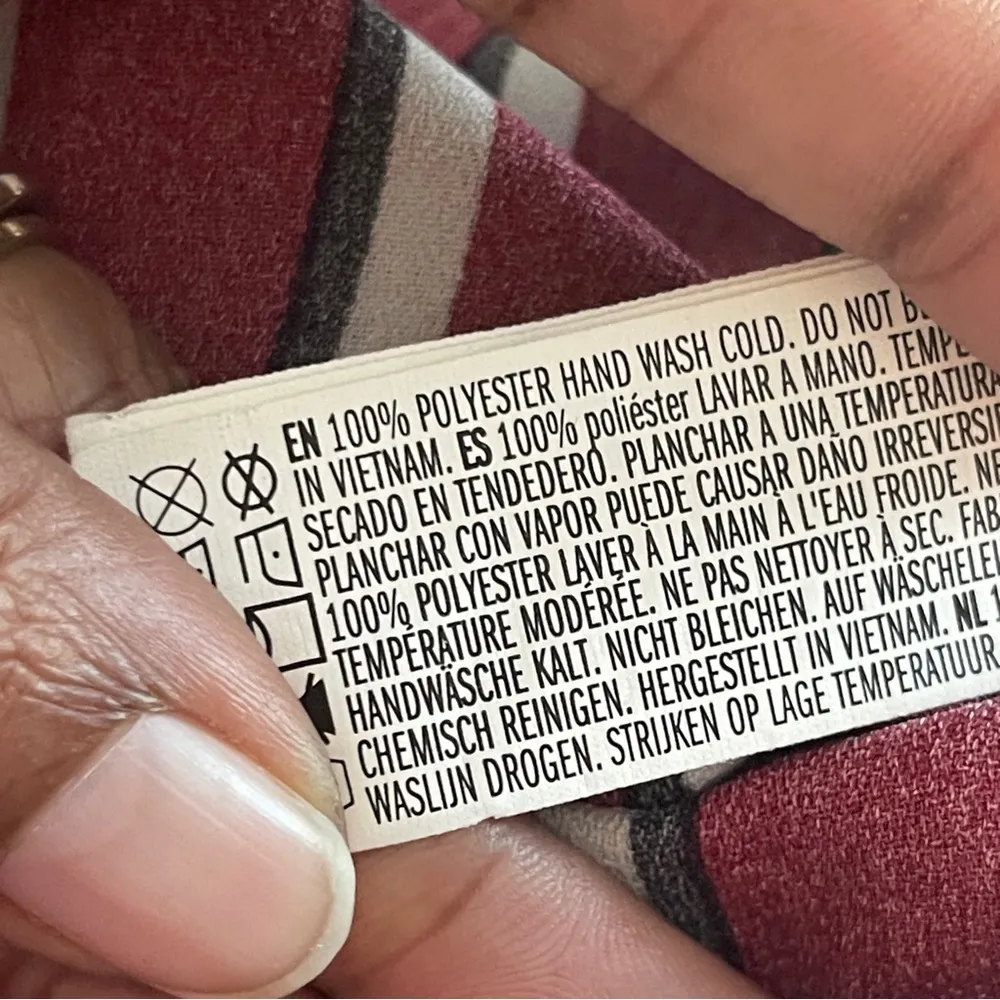 EN 100% POLYESTER HAND WASH COLD. DO NOT
IN VIETNAM. ES 100% poliéster LAVAR A MANO.
SECADO EN TENDEDERO. PLANCHAR A UNA TEMPERATURA
PLANCHAR CON VAPOR PUEDE CAUSAR DAÑO
100% POLYESTER LAVER À LA MAIN À L'EAU FROIDE.
TEMPÉRATURE MODÉRÉE. NE PAS NETTOYER À SEC.
HANDWÄSCHE KALT. NICHT BLEICHEN. AUF
CHEMISCH REINIGEN. HERGESTELLT IN VIETNAM. NL
WASLIJN DROGEN. STRIJKEN OP LAGE TEMPERATUUR